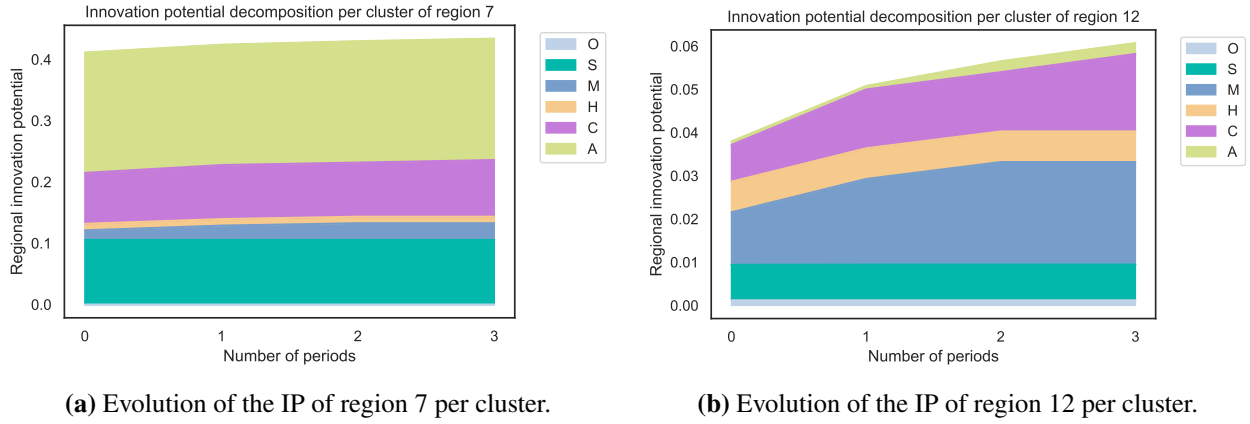 Innovation potential decomposition per cluster of region 7
Regional innovation potential
0.4
0.3
0.2
0.1
0.0
0 1 2 3
Number of periods
O
S
M
H
C
A
(a) Evolution of the IP of region 7 per cluster.
Innovation potential decomposition per cluster of region 12
Regional innovation potential
0.06
0.05
0.04
0.03
0.02
0.01
0.00
0 1 2 3
Number of periods
O
S
M
H
C
A
(b) Evolution of the IP of region 12 per cluster.